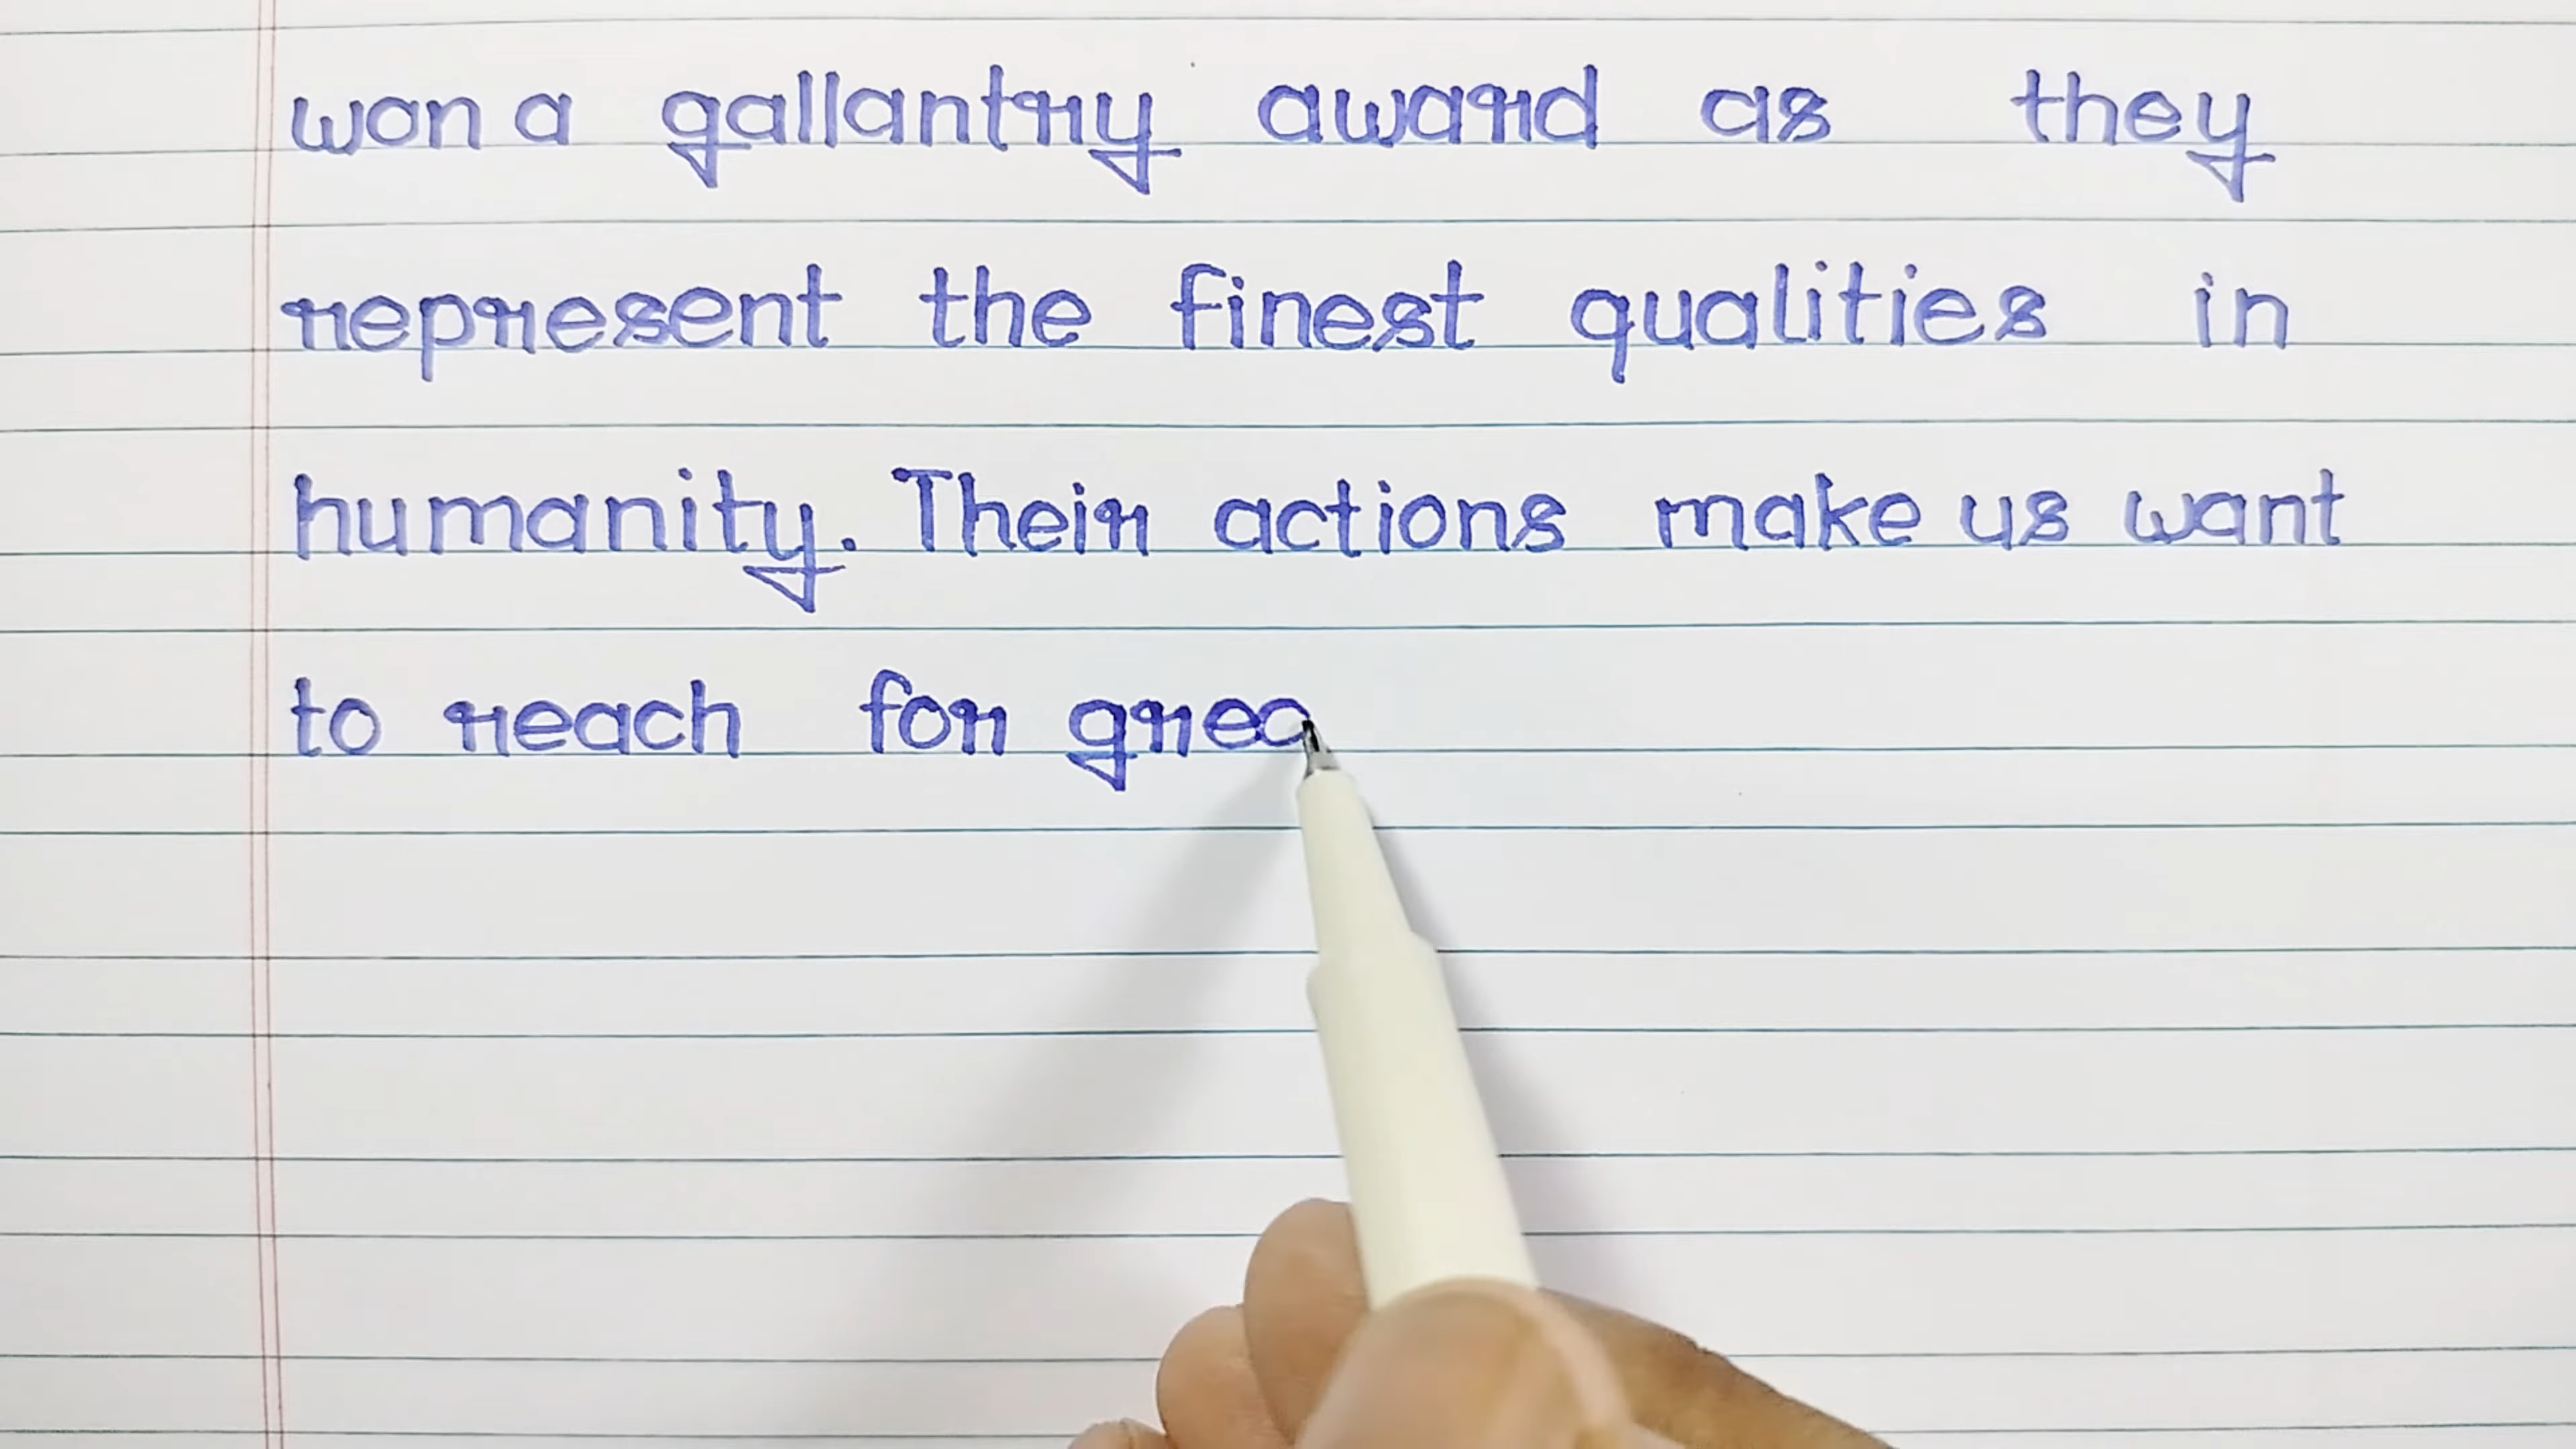 won a gallantry award as they
represent the finest qualities in
humanity. Their actions make us want
to reach for grea